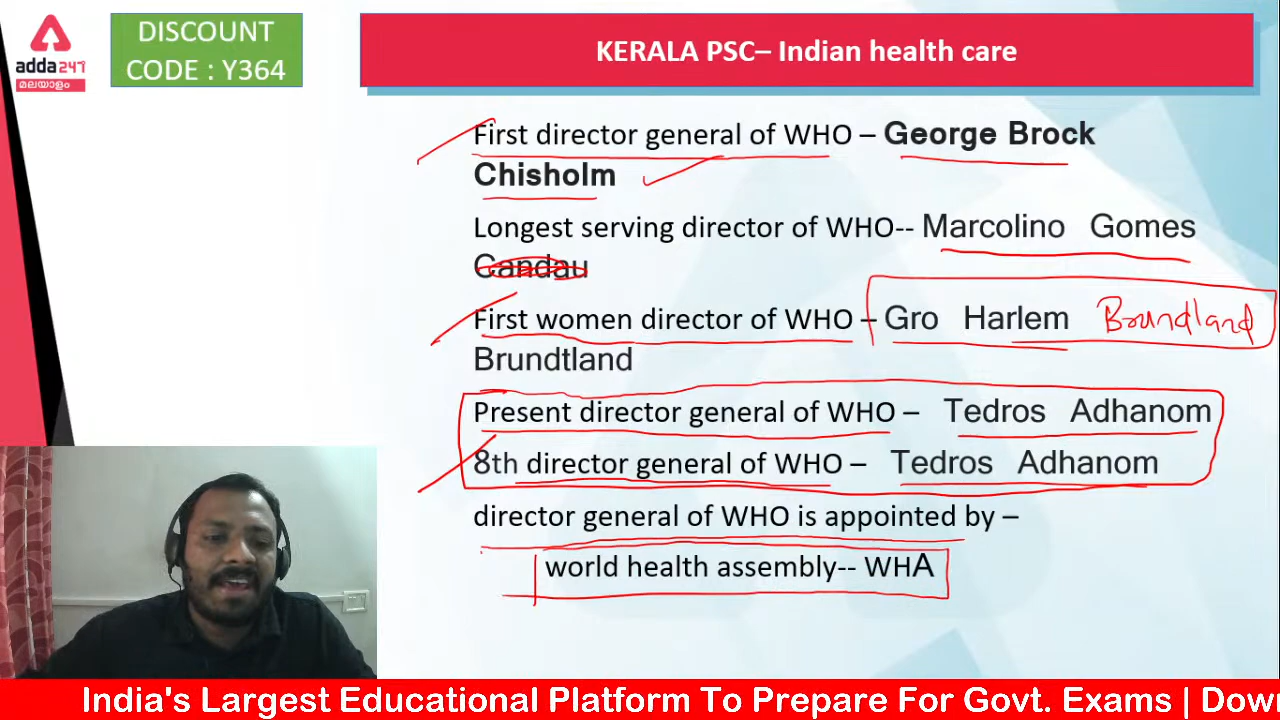 adda247
മലയാളം
DISCOUNT
CODE : Y364
KERALA PSC– Indian health care
First director general of WHO – George Brock
Chisholm
Longest serving director of WHO-- Marcolino Gomes
Candau
First women director of WHO – Gro Harlem Brundland
Brundtland
Present director general of WHO – Tedros Adhanom
8th director general of WHO – Tedros Adhanom
director general of WHO is appointed by –
world health assembly-- WHA
India's Largest Educational Platform To Prepare For Govt. Exams | Dow